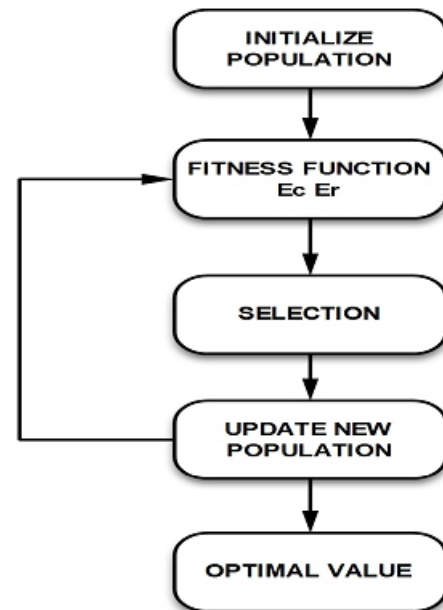 INITIALIZE
POPULATION
FITNESS FUNCTION
Ec Er
SELECTION
UPDATE NEW
POPULATION
OPTIMAL VALUE